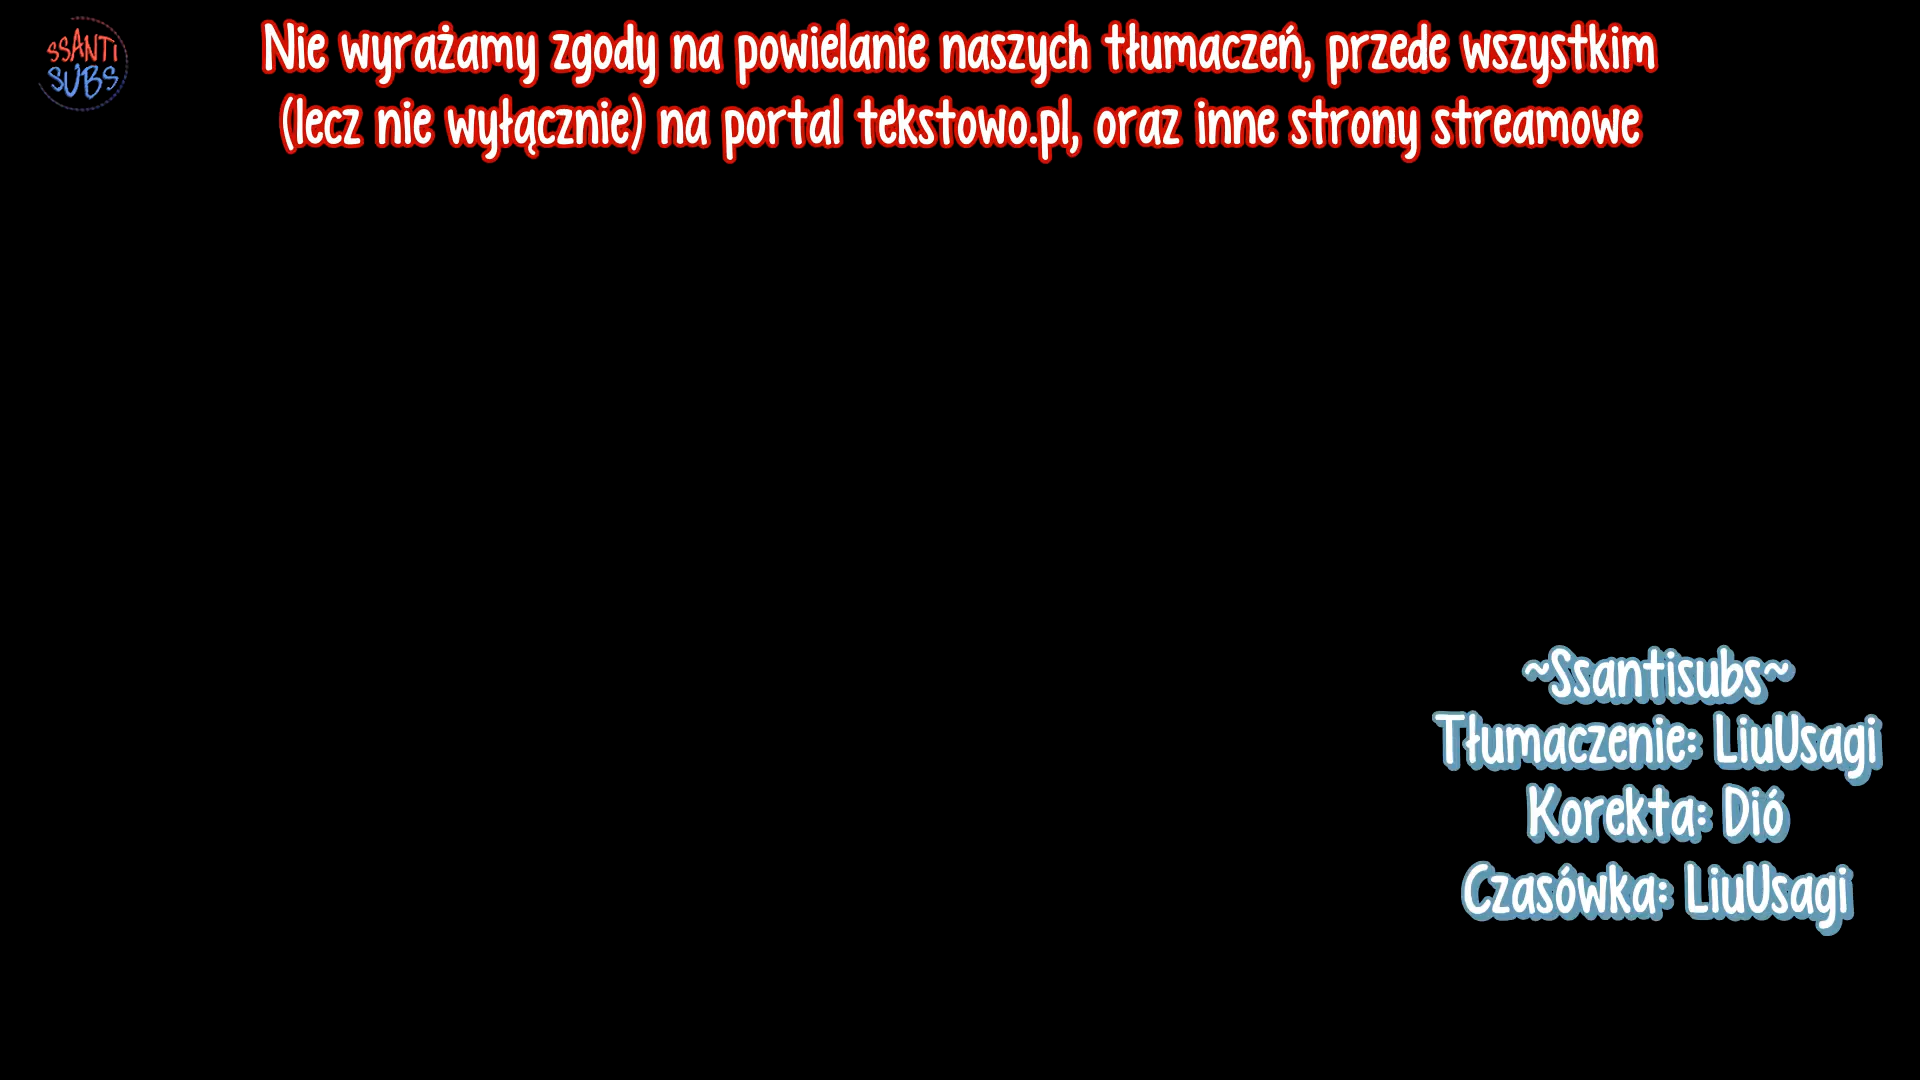 SSANTI
SUBS
Nie wyrażamy zgody na powielanie naszych tłumaczeń, przede wszystkim
(lecz nie wyłącznie) na portal tekstowo.pl, oraz inne strony streamowe
~Ssantisubs~
Tłumaczenie: LiuUsagi
Korekta: Dió
Czasówka: LiuUsagi